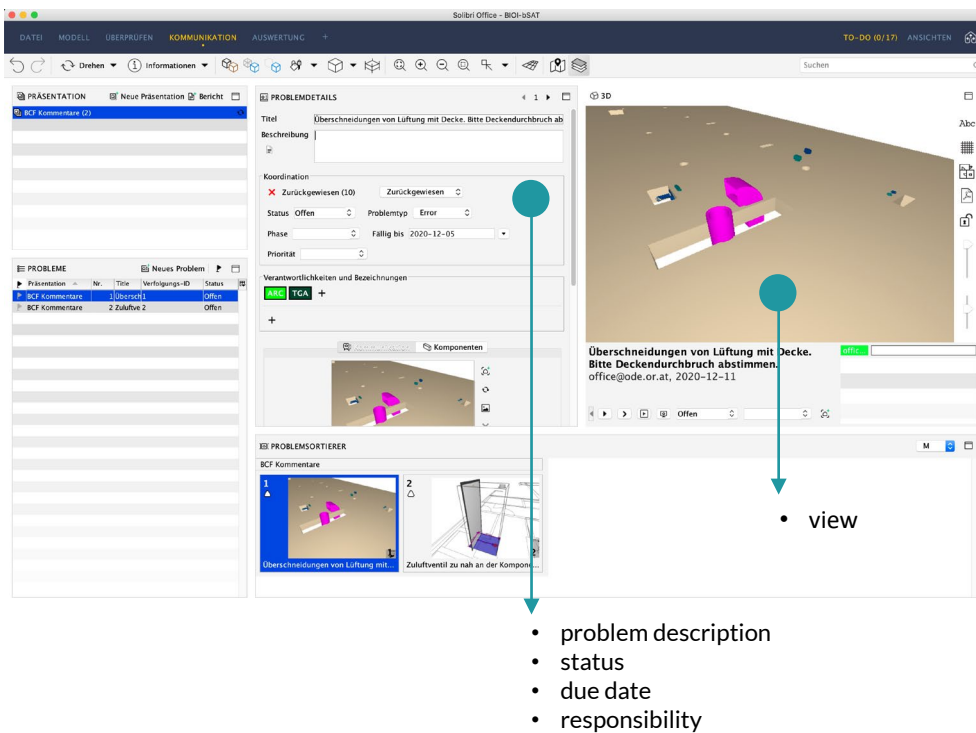 Solibri Office - BIOI-bSAT
DATEI MODELL ÜBERPRÜFEN KOMMUNIKATION AUSWERTUNG + TO-DO (0/17) ANSICHTEN
Drehen Informationen Suchen
PRÄSENTATION Neue Präsentation Bericht
BCF Kommentare (2)
PROBLEME Neues Problem
Präsentation Nr. Title Verfolgungs-ID Status
BCF Kommentare 1 Übersch 1 Offen
BCF Kommentare 2 Zuluftve 2 Offen
PROBLEMDETAILS 1
Titel Überschneidungen von Lüftung mit Decke. Bitte Deckendurchbruch ab
Beschreibung
Koordination
Zurückgewiesen (10) Zurückgewiesen
Status Offen Problemtyp Error
Phase Fällig bis 2020-12-05
Priorität
Verantwortlichkeiten und Bezeichnungen
ARC TGA +
+
Komponenten
3D
Abc
Überschneidungen von Lüftung mit Decke.
Bitte Deckendurchbruch abstimmen.
office@ode.or.at, 2020-12-11
Offen
offic...
PROBLEMSORTIERER M
BCF Kommentare
1
1
Überschneidungen von Lüftung mit...
2
2
Zuluftventil zu nah an der Kompone...
• view
• problem description
• status
• due date
• responsibility